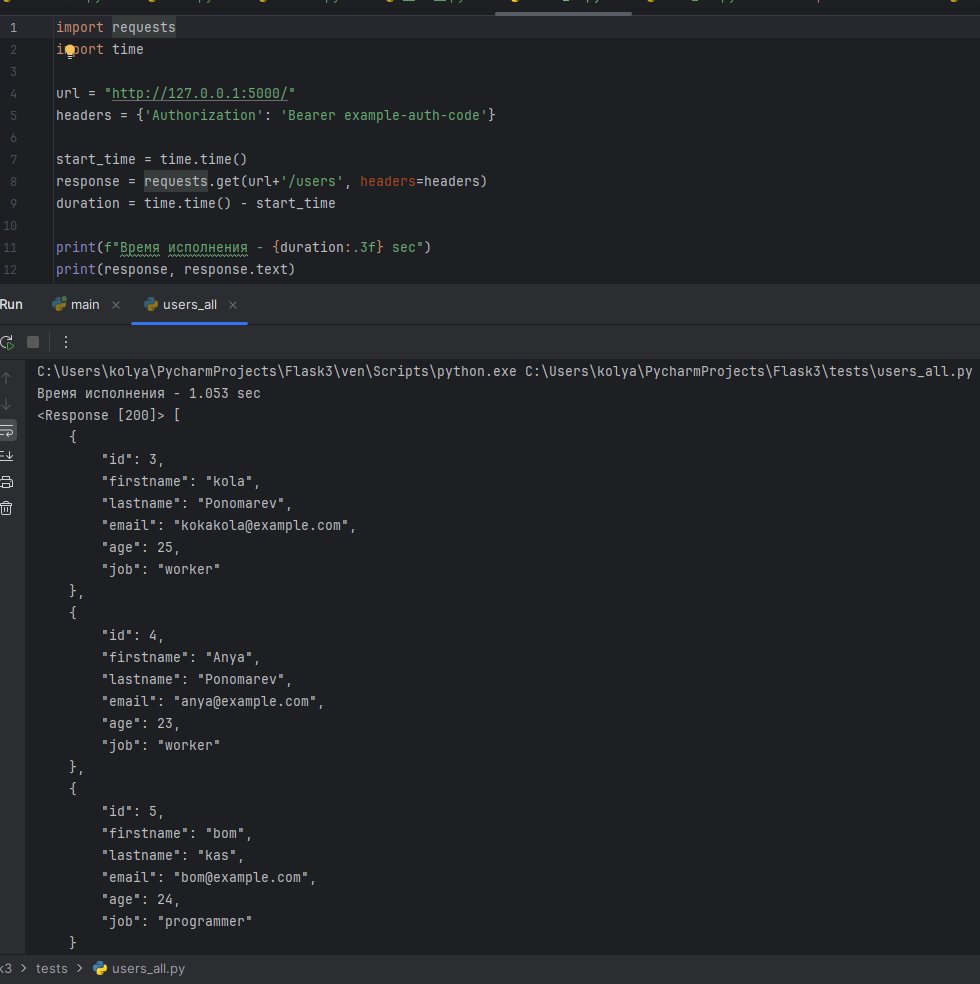 1 import requests
2 import time
3
4 url = "http://127.0.0.1:5000/"
5 headers = {'Authorization': 'Bearer example-auth-code'}
6
7 start_time = time.time()
8 response = requests.get(url+'/users', headers=headers)
9 duration = time.time() - start_time
10
11 print(f"Время исполнения - {duration:.3f} sec")
12 print(response, response.text)
Run main × users_all ×
C:\Users\kolya\PycharmProjects\Flask3\ven\Scripts\python.exe C:\Users\kolya\PycharmProjects\Flask3\tests\users_all.py
Время исполнения - 1.053 sec
<Response [200]> [
{
"id": 3,
"firstname": "kola",
"lastname": "Ponomarev",
"email": "kokakola@example.com",
"age": 25,
"job": "worker"
},
{
"id": 4,
"firstname": "Anya",
"lastname": "Ponomarev",
"email": "anya@example.com",
"age": 23,
"job": "worker"
},
{
"id": 5,
"firstname": "bom",
"lastname": "kas",
"email": "bom@example.com",
"age": 24,
"job": "programmer"
}
k3 > tests > users_all.py